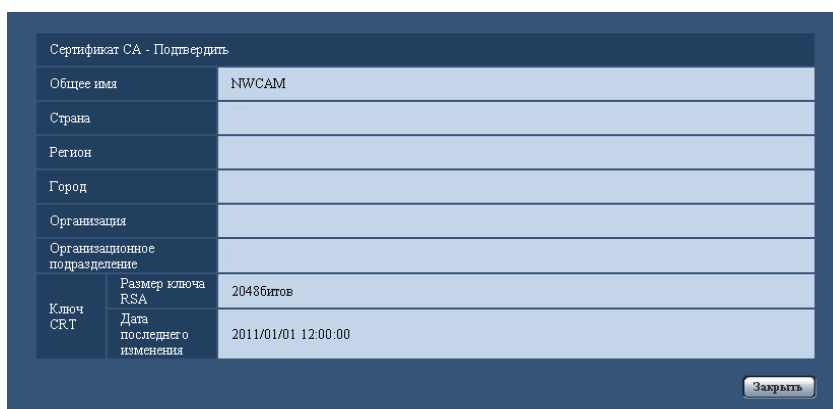 Сертификат CA - Подтвердить
Общее имя
NWCAM
Страна
Регион
Город
Организация
Организационное
подразделение
Ключ
CRT
Размер ключа
RSA
2048битов
Дата
последнего
изменения
2011/01/01 12:00:00
Закрыть